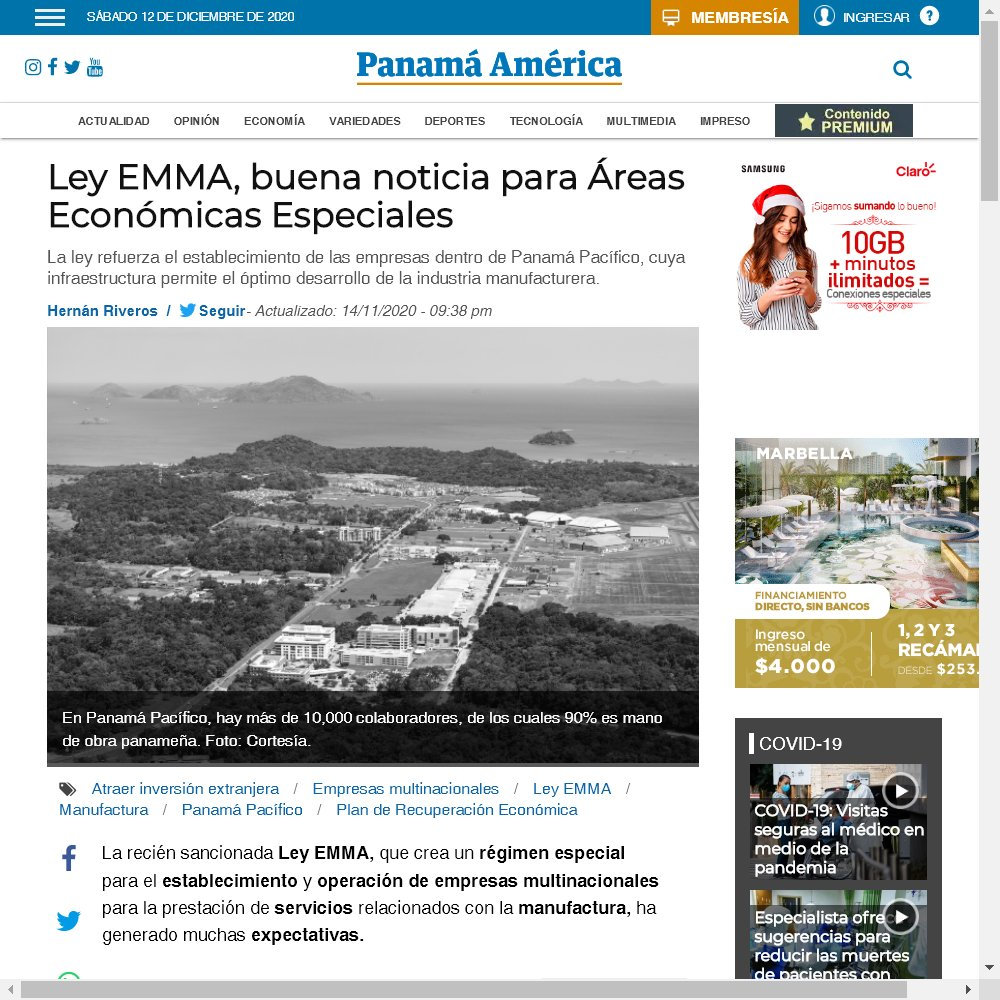 SÁBADO 12 DE DICIEMBRE DE 2020
MEMBRESÍA
INGRESAR
?
You
Tube
Panamá América
ACTUALIDAD
OPINIÓN
ECONOMÍA
VARIEDADES
DEPORTES
TECNOLOGÍA
MULTIMEDIA
IMPRESO
Contenido
PREMIUM
Ley EMMA, buena noticia para Áreas
Económicas Especiales
La ley refuerza el establecimiento de las empresas dentro de Panamá Pacífico, cuya
infraestructura permite el óptimo desarrollo de la industria manufacturera.
Hernán Riveros / Seguir- Actualizado: 14/11/2020 - 09:38 pm
En Panamá Pacífico, hay más de 10,000 colaboradores, de los cuales 90% es mano
de obra panameña. Foto: Cortesía.
Atraer inversión extranjera / Empresas multinacionales / Ley EMMA /
Manufactura / Panamá Pacífico / Plan de Recuperación Económica
La recién sancionada Ley EMMA, que crea un régimen especial
para el establecimiento y operación de empresas multinacionales
para la prestación de servicios relacionados con la manufactura, ha
generado muchas expectativas.
SAMSUNG
Claro-
¡Sigamos sumando lo bueno!
10GB
+ minutos
ilimitados =
Conexiones especiales
MARBELLA
FINANCIAMIENTO
DIRECTO, SIN BANCOS
Ingreso
mensual de
$4.000
1, 2 Y 3
RECÁMA
DESDE $253.
COVID-19
COVID-19: Visitas
seguras al médico en
medio de la
pandemia
Especialista ofrece
sugerencias para
reducir las muertes
de pacientes con